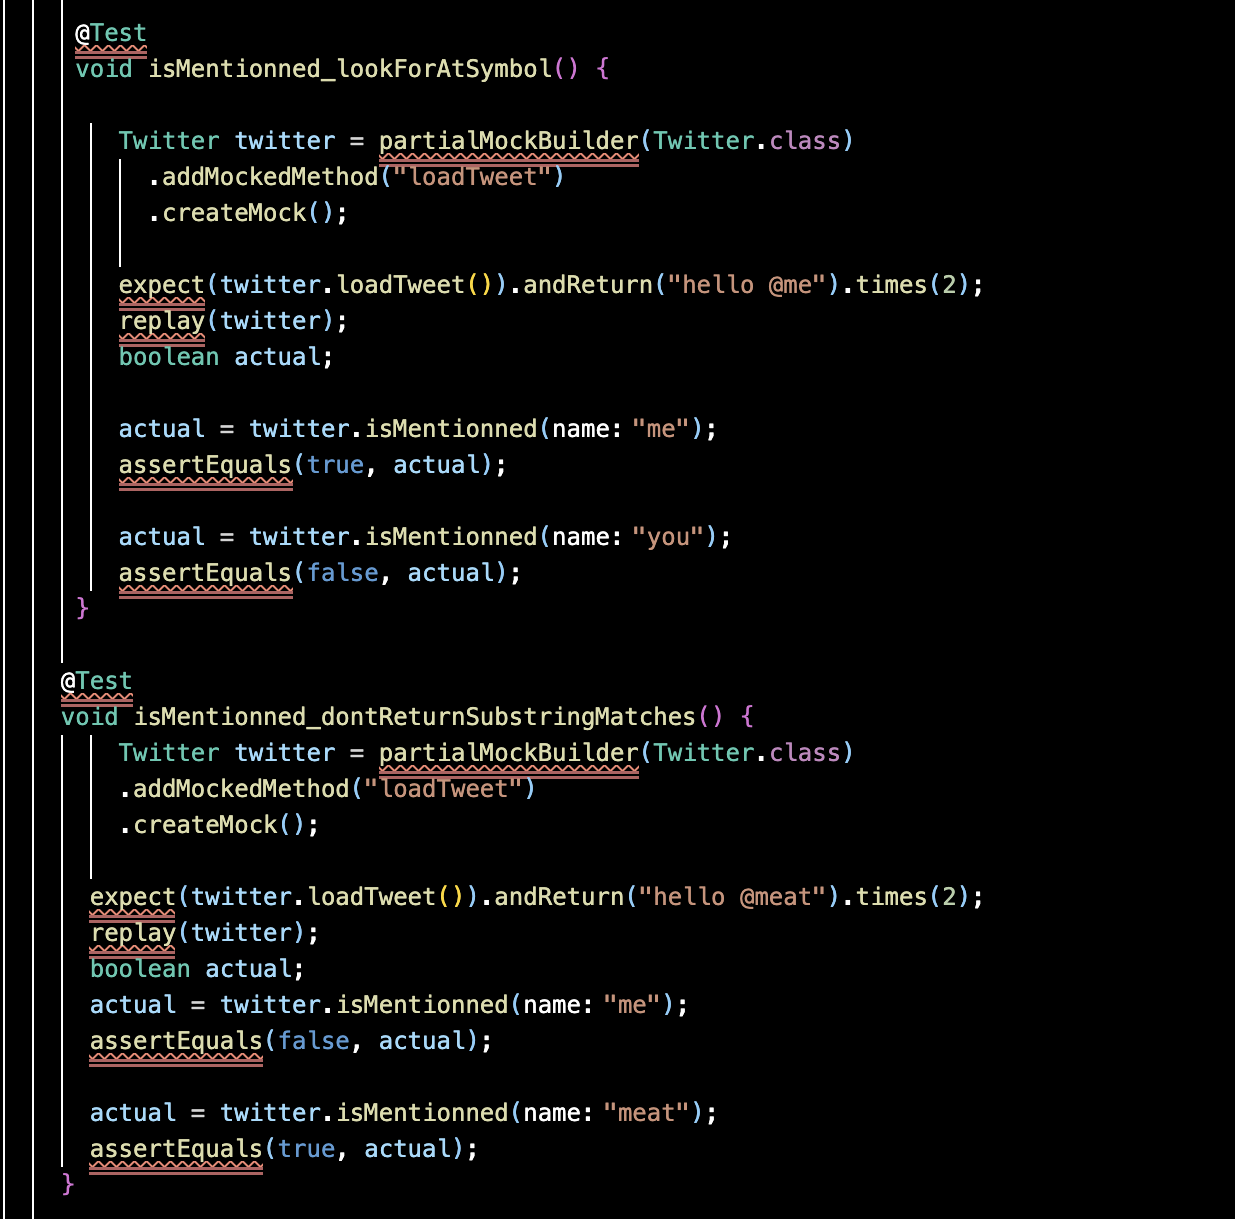 @Test
void isMentionned_lookForAtSymbol() {
Twitter twitter = partialMockBuilder(Twitter.class)
.addMockedMethod("loadTweet")
.createMock();
expect(twitter.loadTweet()).andReturn("hello @me").times(2);
replay(twitter);
boolean actual;
actual = twitter.isMentionned(name: "me");
assertEquals(true, actual);
actual = twitter.isMentionned(name: "you");
assertEquals(false, actual);
}
@Test
void isMentionned_dontReturnSubstringMatches() {
Twitter twitter = partialMockBuilder(Twitter.class)
.addMockedMethod("loadTweet")
.createMock();
expect(twitter.loadTweet()).andReturn("hello @meat").times(2);
replay(twitter);
boolean actual;
actual = twitter.isMentionned(name: "me");
assertEquals(false, actual);
actual = twitter.isMentionned(name: "meat");
assertEquals(true, actual);
}